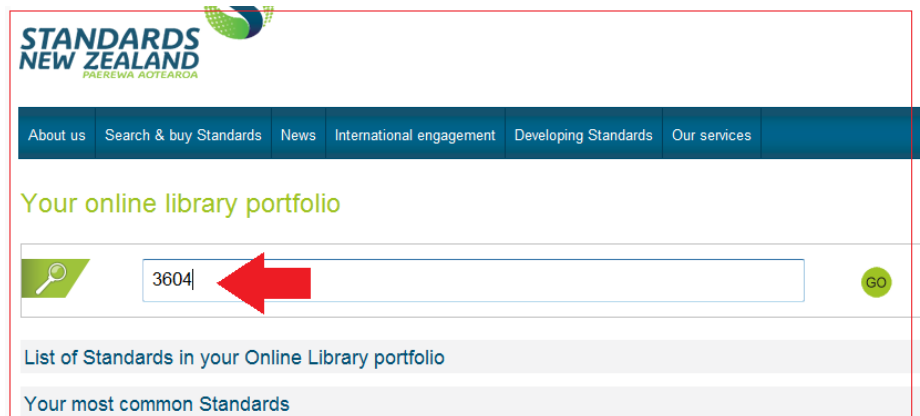 STANDARDS
NEW ZEALAND
PAEREWA AOTEAROA
About us Search & buy Standards News International engagement Developing Standards Our services
Your online library portfolio
3604
GO
List of Standards in your Online Library portfolio
Your most common Standards